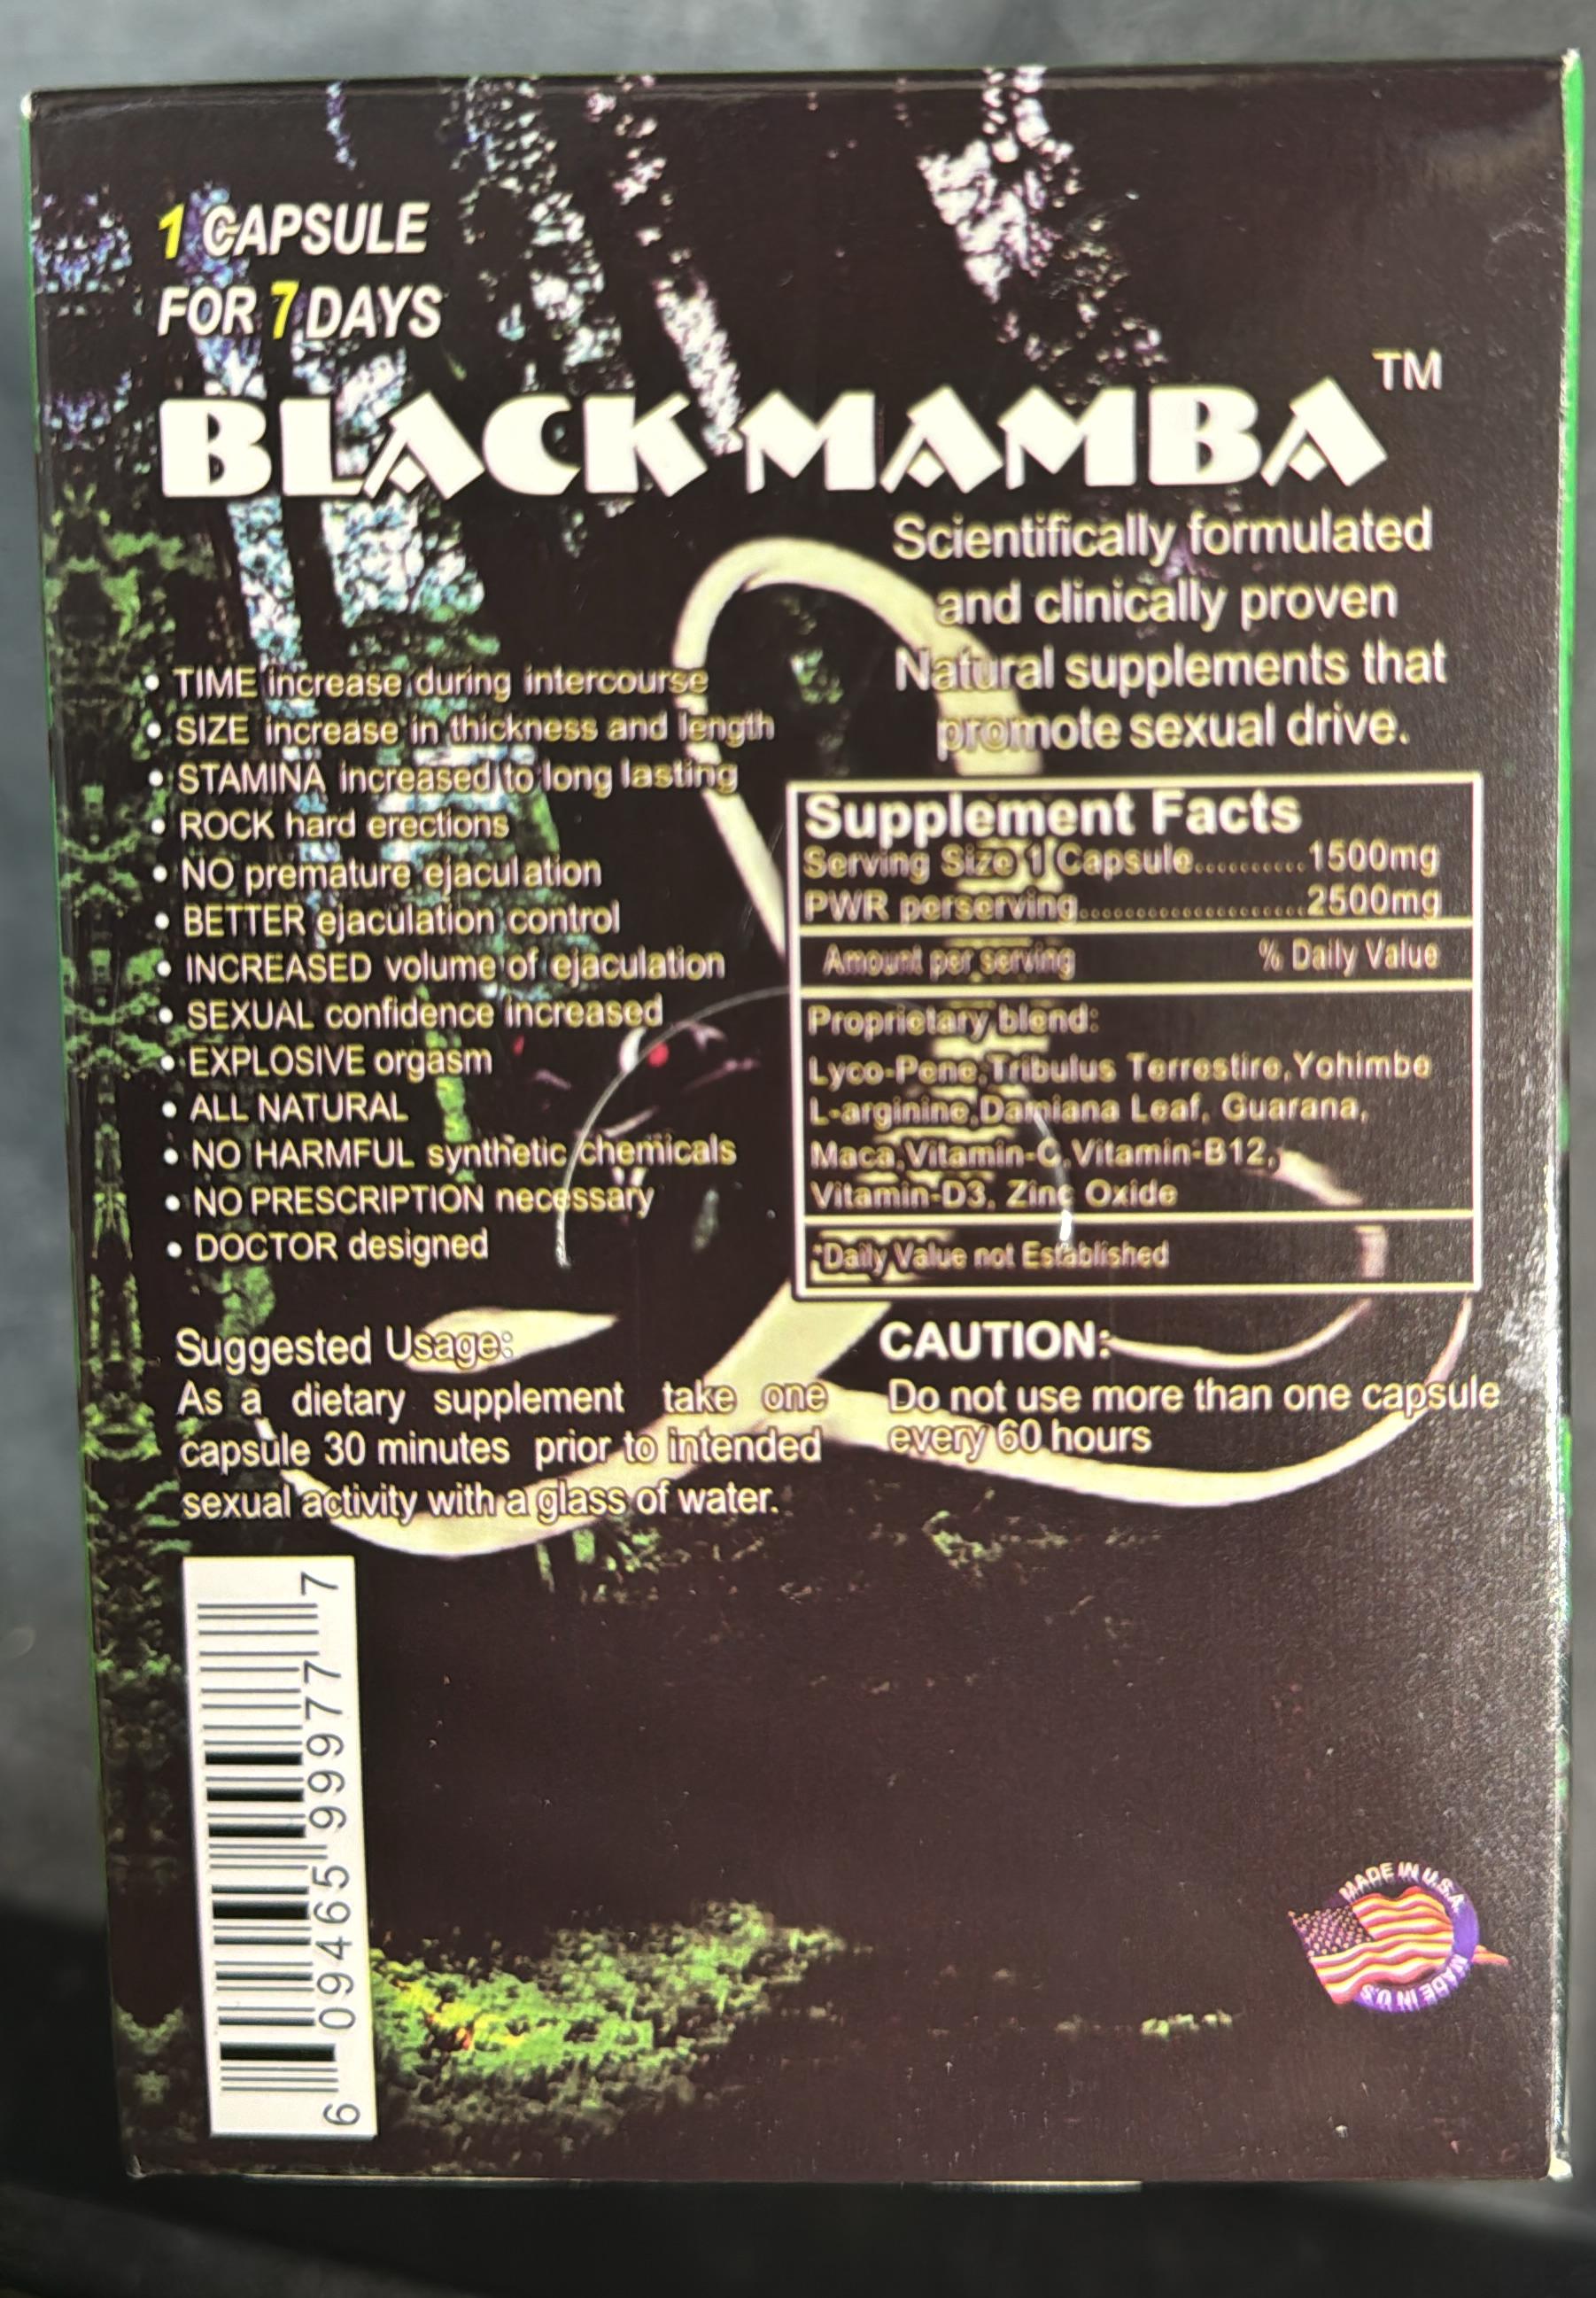 1 CAPSULE
FOR 7 DAYS
BLACK MAMBA™
Scientifically formulated
and clinically proven
Natural supplements that
promote sexual drive.
• TIME increase during intercourse
• SIZE increase in thickness and length
• STAMINA increased to long lasting
• ROCK hard erections
• NO premature ejaculation
• BETTER ejaculation control
• INCREASED volume of ejaculation
• SEXUAL confidence increased
• EXPLOSIVE orgasm
• ALL NATURAL
• NO HARMFUL synthetic chemicals
• NO PRESCRIPTION necessary
• DOCTOR designed
Supplement Facts
Serving Size 1 Capsule..........1500mg
PWR perserving.....................2500mg
Amount per serving % Daily Value
Proprietary blend:
Lyco-Pene,Tribulus Terrestire,Yohimbe
L-arginine,Damiana Leaf, Guarana,
Maca,Vitamin-C,Vitamin-B12,
Vitamin-D3, Zinc Oxide
*Daily Value not Established
Suggested Usage:
As a dietary supplement take one
capsule 30 minutes prior to intended
sexual activity with a glass of water.
CAUTION:
Do not use more than one capsule
every 60 hours
6 09465 99977 7
MADE IN U.S.A.
MADE IN U.S.